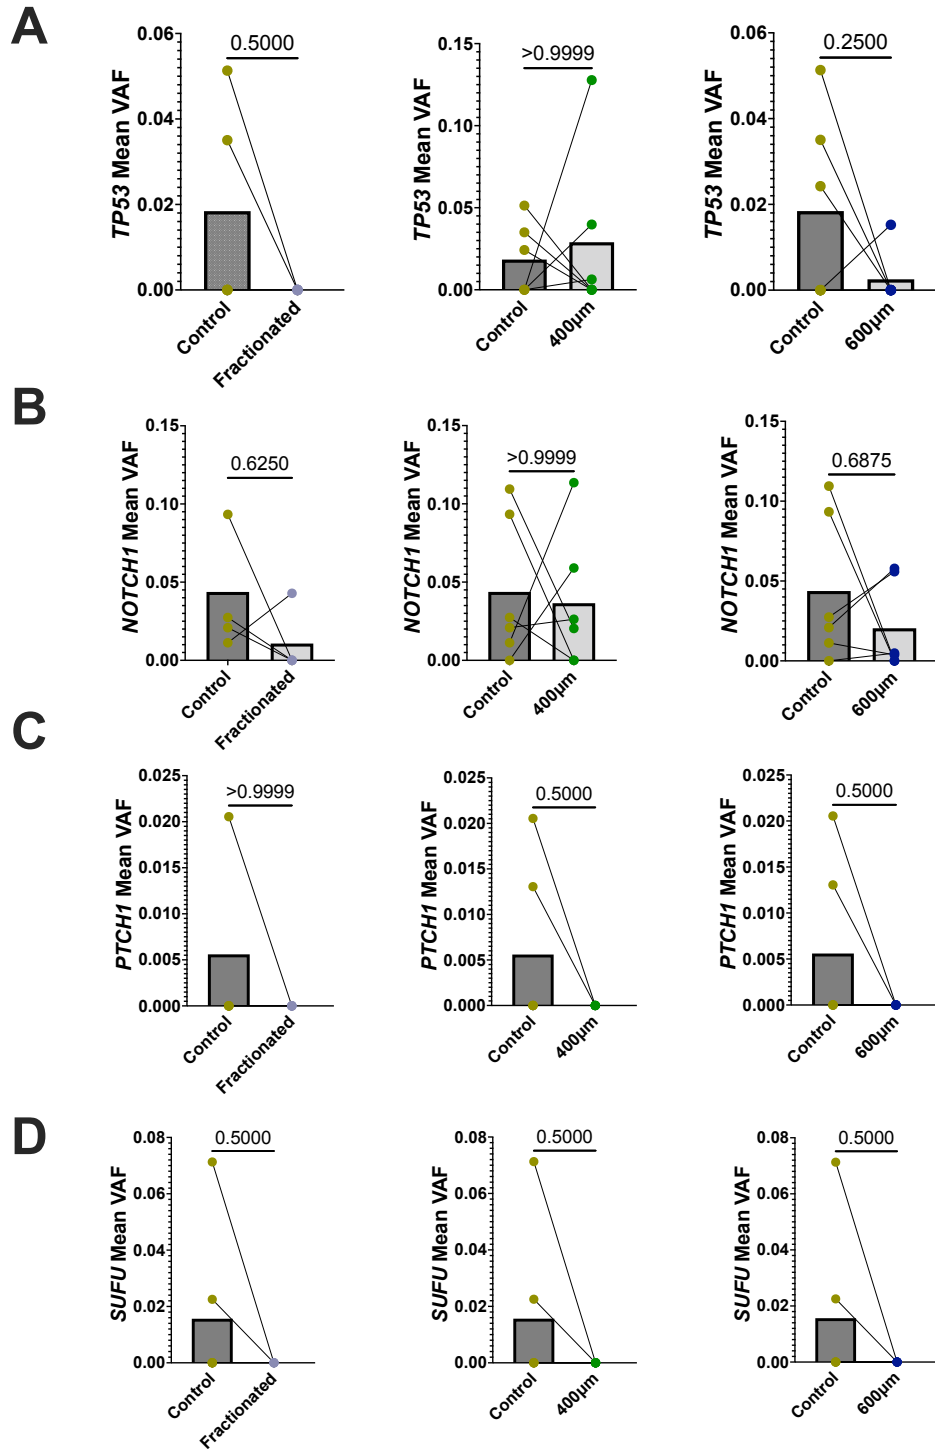 A
TP53 Mean VAF
0.06
0.04
0.02
0.00
0.5000
Control
Fractionated
TP53 Mean VAF
0.15
0.10
0.05
0.00
>0.9999
Control
400µm
TP53 Mean VAF
0.06
0.04
0.02
0.00
0.2500
Control
600µm
B
NOTCH1 Mean VAF
0.15
0.10
0.05
0.00
0.6250
Control
Fractionated
NOTCH1 Mean VAF
0.15
0.10
0.05
0.00
>0.9999
Control
400µm
NOTCH1 Mean VAF
0.15
0.10
0.05
0.00
0.6875
Control
600µm
C
PTCH1 Mean VAF
0.025
0.020
0.015
0.010
0.005
0.000
>0.9999
Control
Fractionated
PTCH1 Mean VAF
0.025
0.020
0.015
0.010
0.005
0.000
0.5000
Control
400µm
PTCH1 Mean VAF
0.025
0.020
0.015
0.010
0.005
0.000
0.5000
Control
600µm
D
SUFU Mean VAF
0.08
0.06
0.04
0.02
0.00
0.5000
Control
Fractionated
SUFU Mean VAF
0.08
0.06
0.04
0.02
0.00
0.5000
Control
400µm
SUFU Mean VAF
0.08
0.06
0.04
0.02
0.00
0.5000
Control
600µm